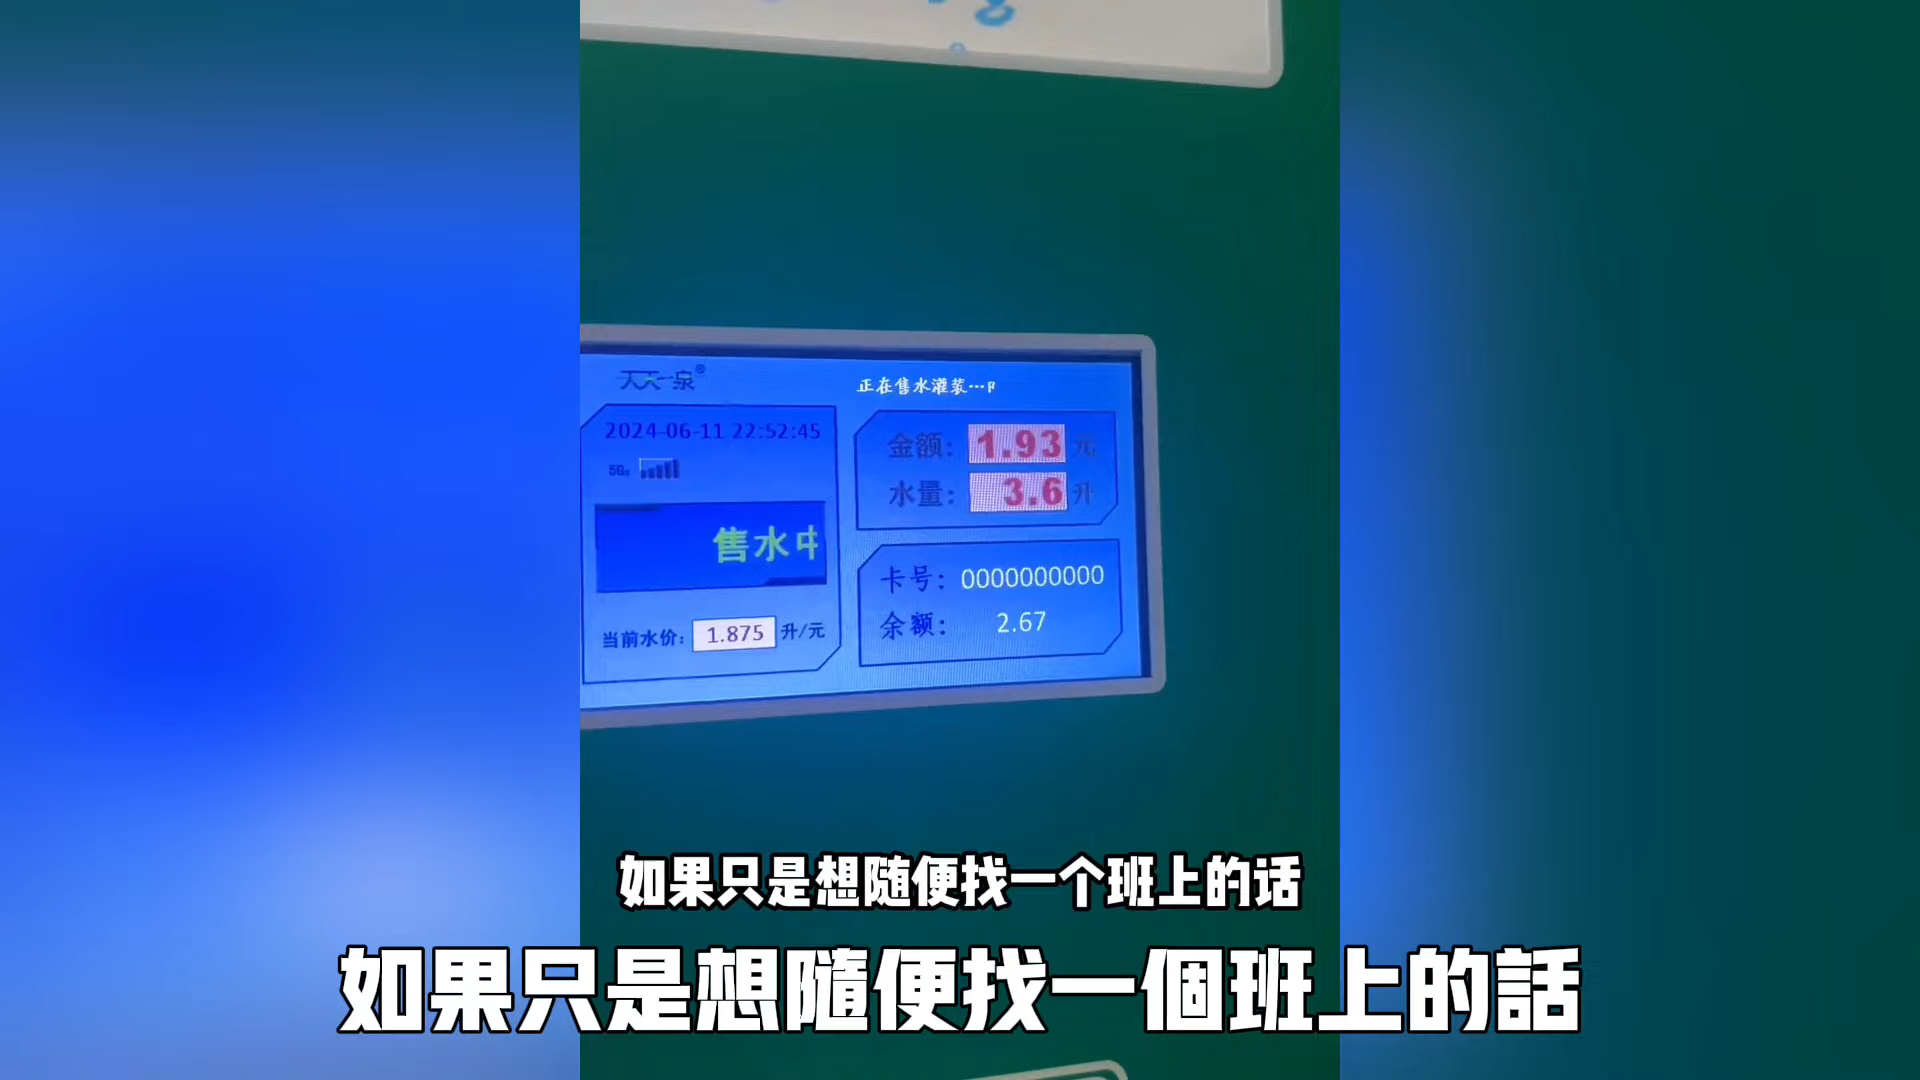 天天一泉®
正在售水灌装…
2024-06-11 22:52:45
5G:
售水中
当前水价: 1.875 升/元
金额: 1.93 元
水量: 3.6 升
卡号: 0000000000
余额: 2.67
如果只是想随便找一个班上的话
如果只是想隨便找一個班上的話